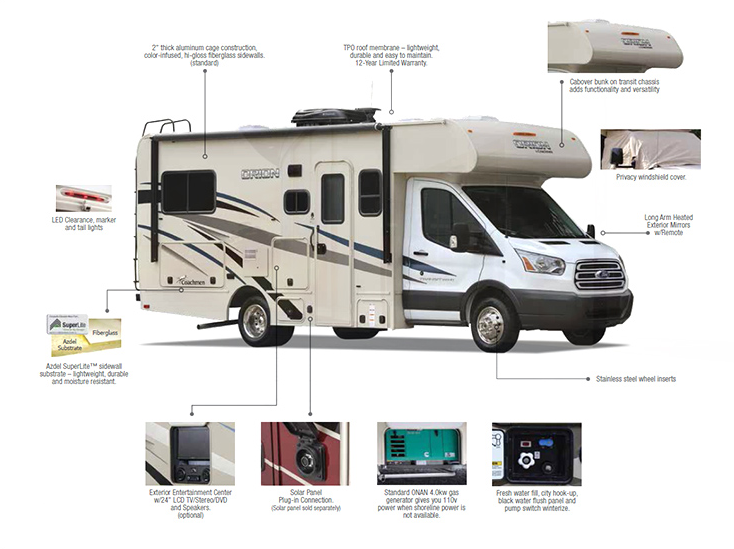 2" thick aluminum cage construction,
color-infused, hi-gloss fiberglass sidewalls.
(standard)
TPO roof membrane – lightweight,
durable and easy to maintain.
12-Year Limited Warranty.
ORION
Cabover bunk on transit chassis
adds functionality and versatility
ORION
ORION
Privacy windshield cover.
LED Clearance, marker
and tail lights
Long Arm Heated
Exterior Mirrors
w/Remote
Coachmen
Ford
SuperLite
Fiberglass
Azdel
Substrate
Azdel SuperLite™ sidewall
substrate – lightweight, durable
and moisture resistant.
Stainless steel wheel inserts
Exterior Entertainment Center
w/24" LCD TV/Stereo/DVD
and Speakers.
(optional)
Solar Panel
Plug-in Connection.
(Solar panel sold separately)
Standard ONAN 4.0kw gas
generator gives you 110v
power when shoreline power is
not available.
Fresh water fill, city hook-up,
black water flush panel and
pump switch winterize.